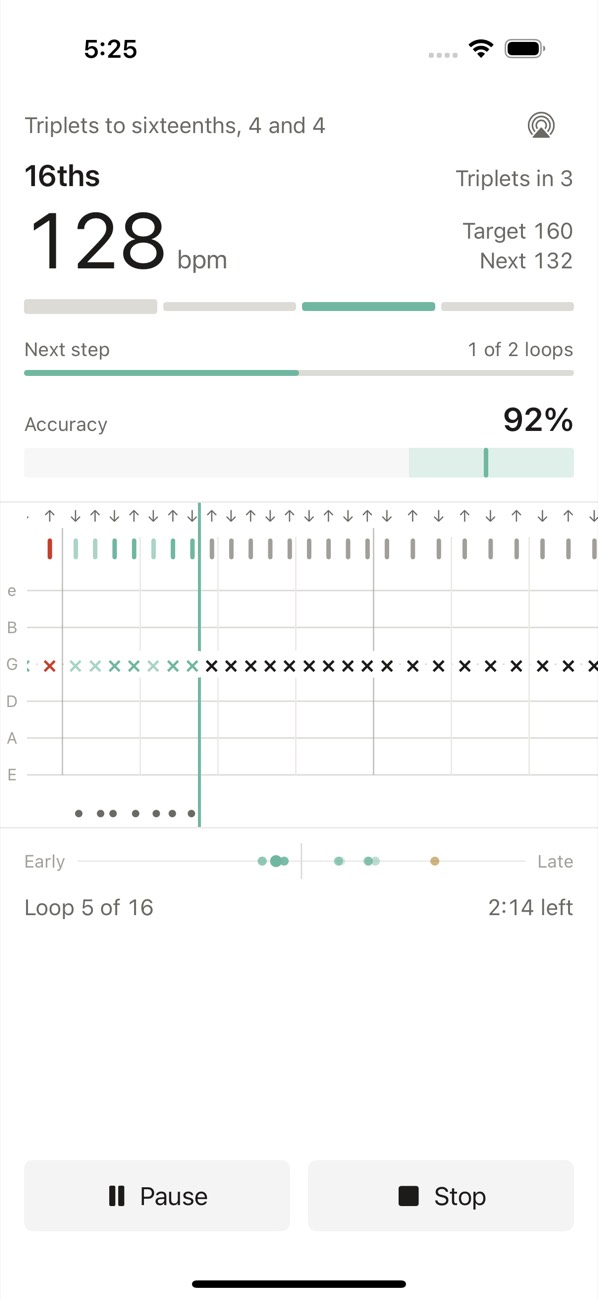 5:25
Triplets to sixteenths, 4 and 4
16ths
Triplets in 3
128 bpm
Target 160
Next 132
Next step
1 of 2 loops
Accuracy
92%
e
B
G
D
A
E
Early
Late
Loop 5 of 16
2:14 left
Pause
Stop